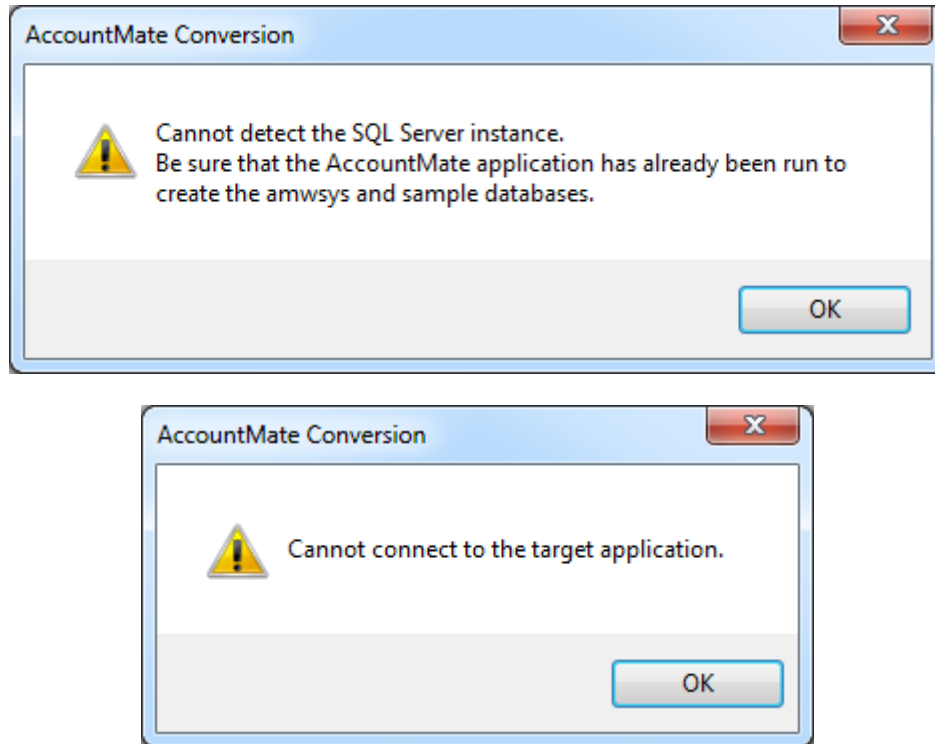 AccountMate Conversion
Cannot detect the SQL Server instance.
Be sure that the AccountMate application has already been run to
create the amwsys and sample databases.
OK
AccountMate Conversion
Cannot connect to the target application.
OK